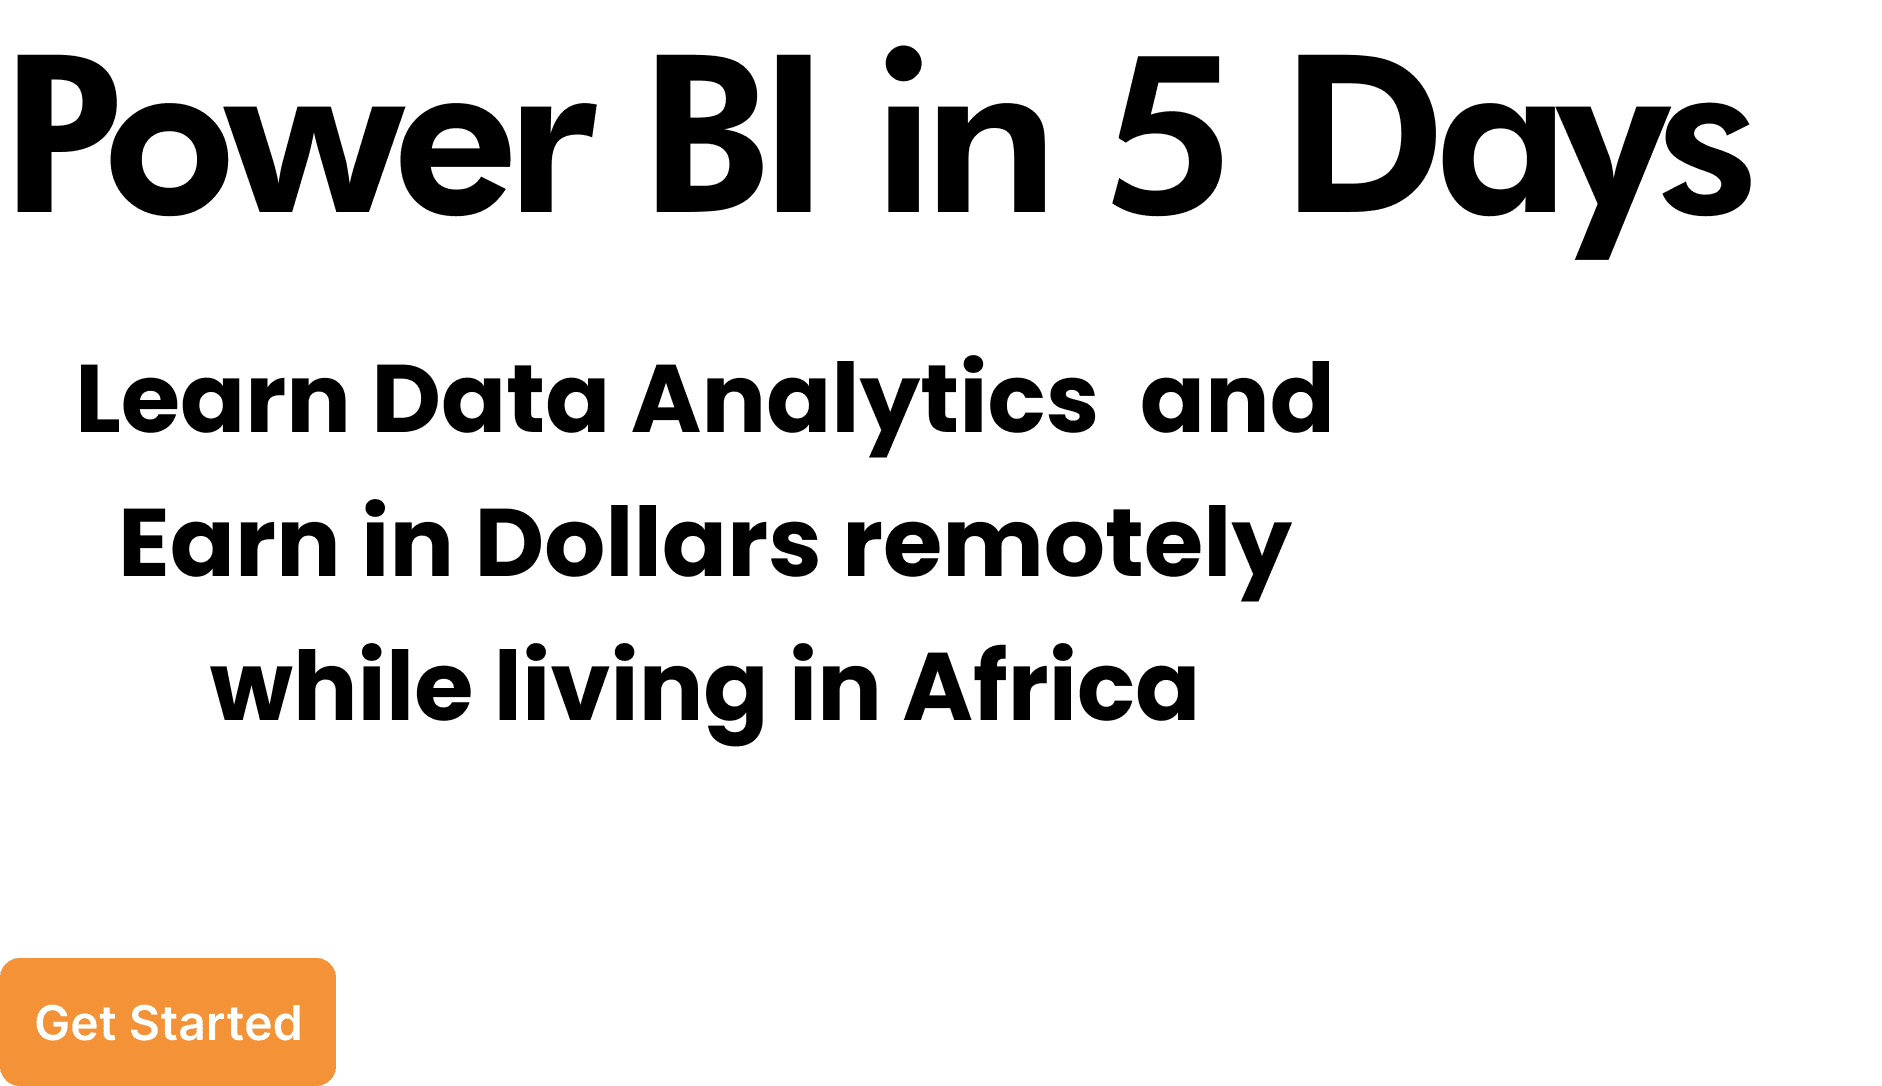 Power BI in 5 Days
Learn Data Analytics  and
Earn in Dollars remotely
while living in Africa
Get Started